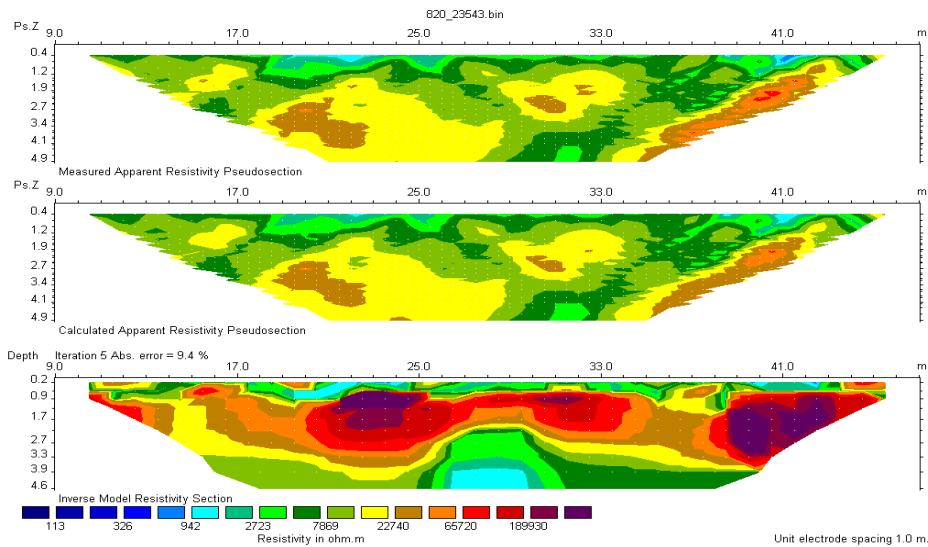 820_23543.bin
Ps.Z 9.0 17.0 25.0 33.0 41.0 m
0.4
1.2
1.9
2.7
3.4
4.1
4.9
Measured Apparent Resistivity Pseudosection
Ps.Z 9.0 17.0 25.0 33.0 41.0 m
0.4
1.2
1.9
2.7
3.4
4.1
4.9
Calculated Apparent Resistivity Pseudosection
Depth Iteration 5 Abs. error = 9.4 %
9.0 17.0 25.0 33.0 41.0 m
0.2
0.9
1.7
2.7
3.3
3.9
4.6
Inverse Model Resistivity Section
113 326 942 2723 7869 22740 65720 189930
Resistivity in ohm.m Unit electrode spacing 1.0 m.